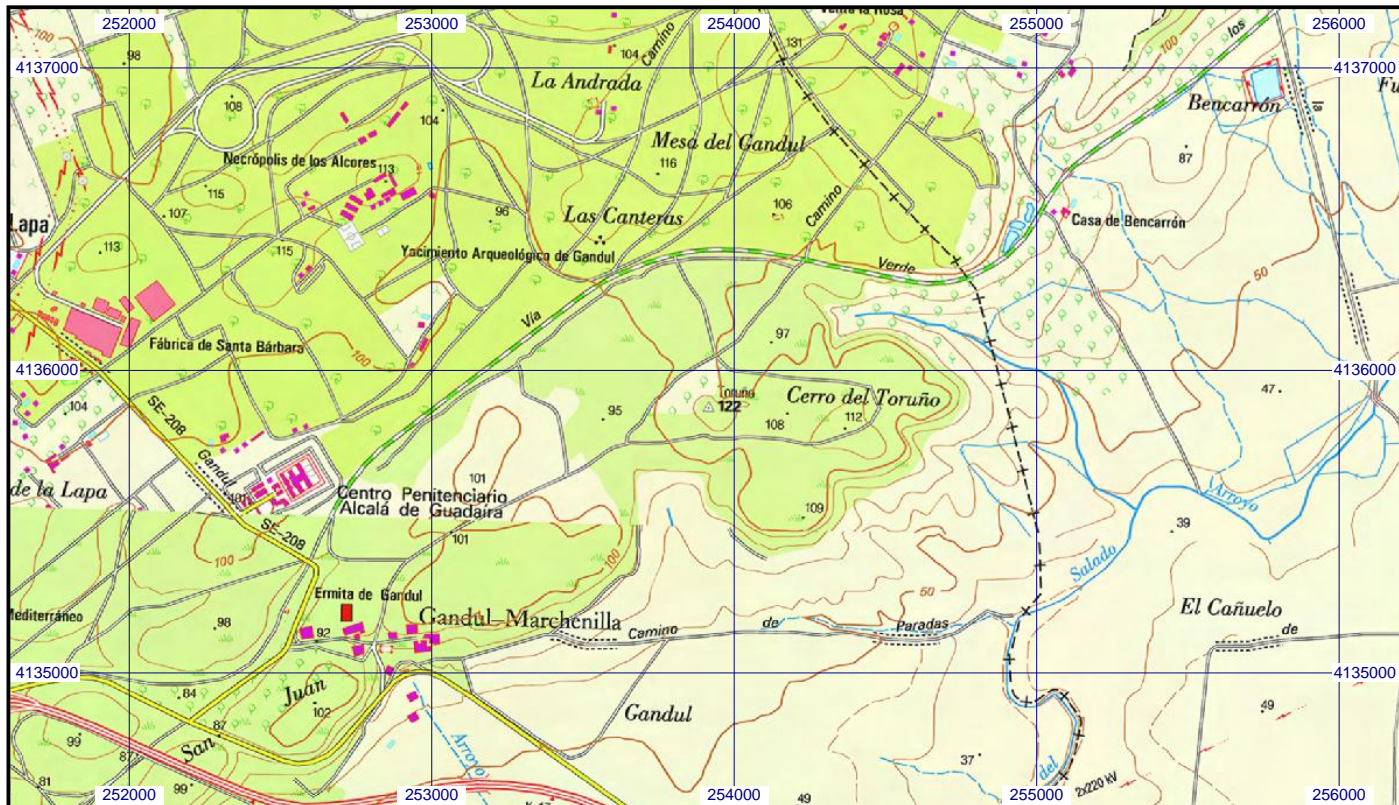 252000 253000 254000 255000 256000
Venta la Rosa
los
100
98
104
Camino
131
100
4137000
4137000
La Andrada
Bencarrón
la
108
104
Mesa del Gandul
87
Necrópolis de los Alcores
113
116
115
107
96
Las Canteras
106
Camino
Casa de Bencarrón
Lapa
113
115
Yacimiento Arqueológico de Gandul
Verde
50
Vía
97
Fábrica de Santa Bárbara
100
4136000
4136000
Toruño
122
Cerro del Toruño
47
104
SE-208
95
108
112
Gandul
101
de la Lapa
101
Centro Penitenciario
Alcalá de Guadaira
109
Arroyo
SE-208
101
39
100
100
Salado
Ermita de Gandul
50
Mediterráneo
98
92
Gandul-Marchenilla
Camino
de
Paradas
El Cañuelo
de
4135000
4135000
84
Juan
102
Gandul
49
87
San
99
87
Arroyo
37
81
99
del
2x220 kV
49
252000 253000 254000 255000 256000